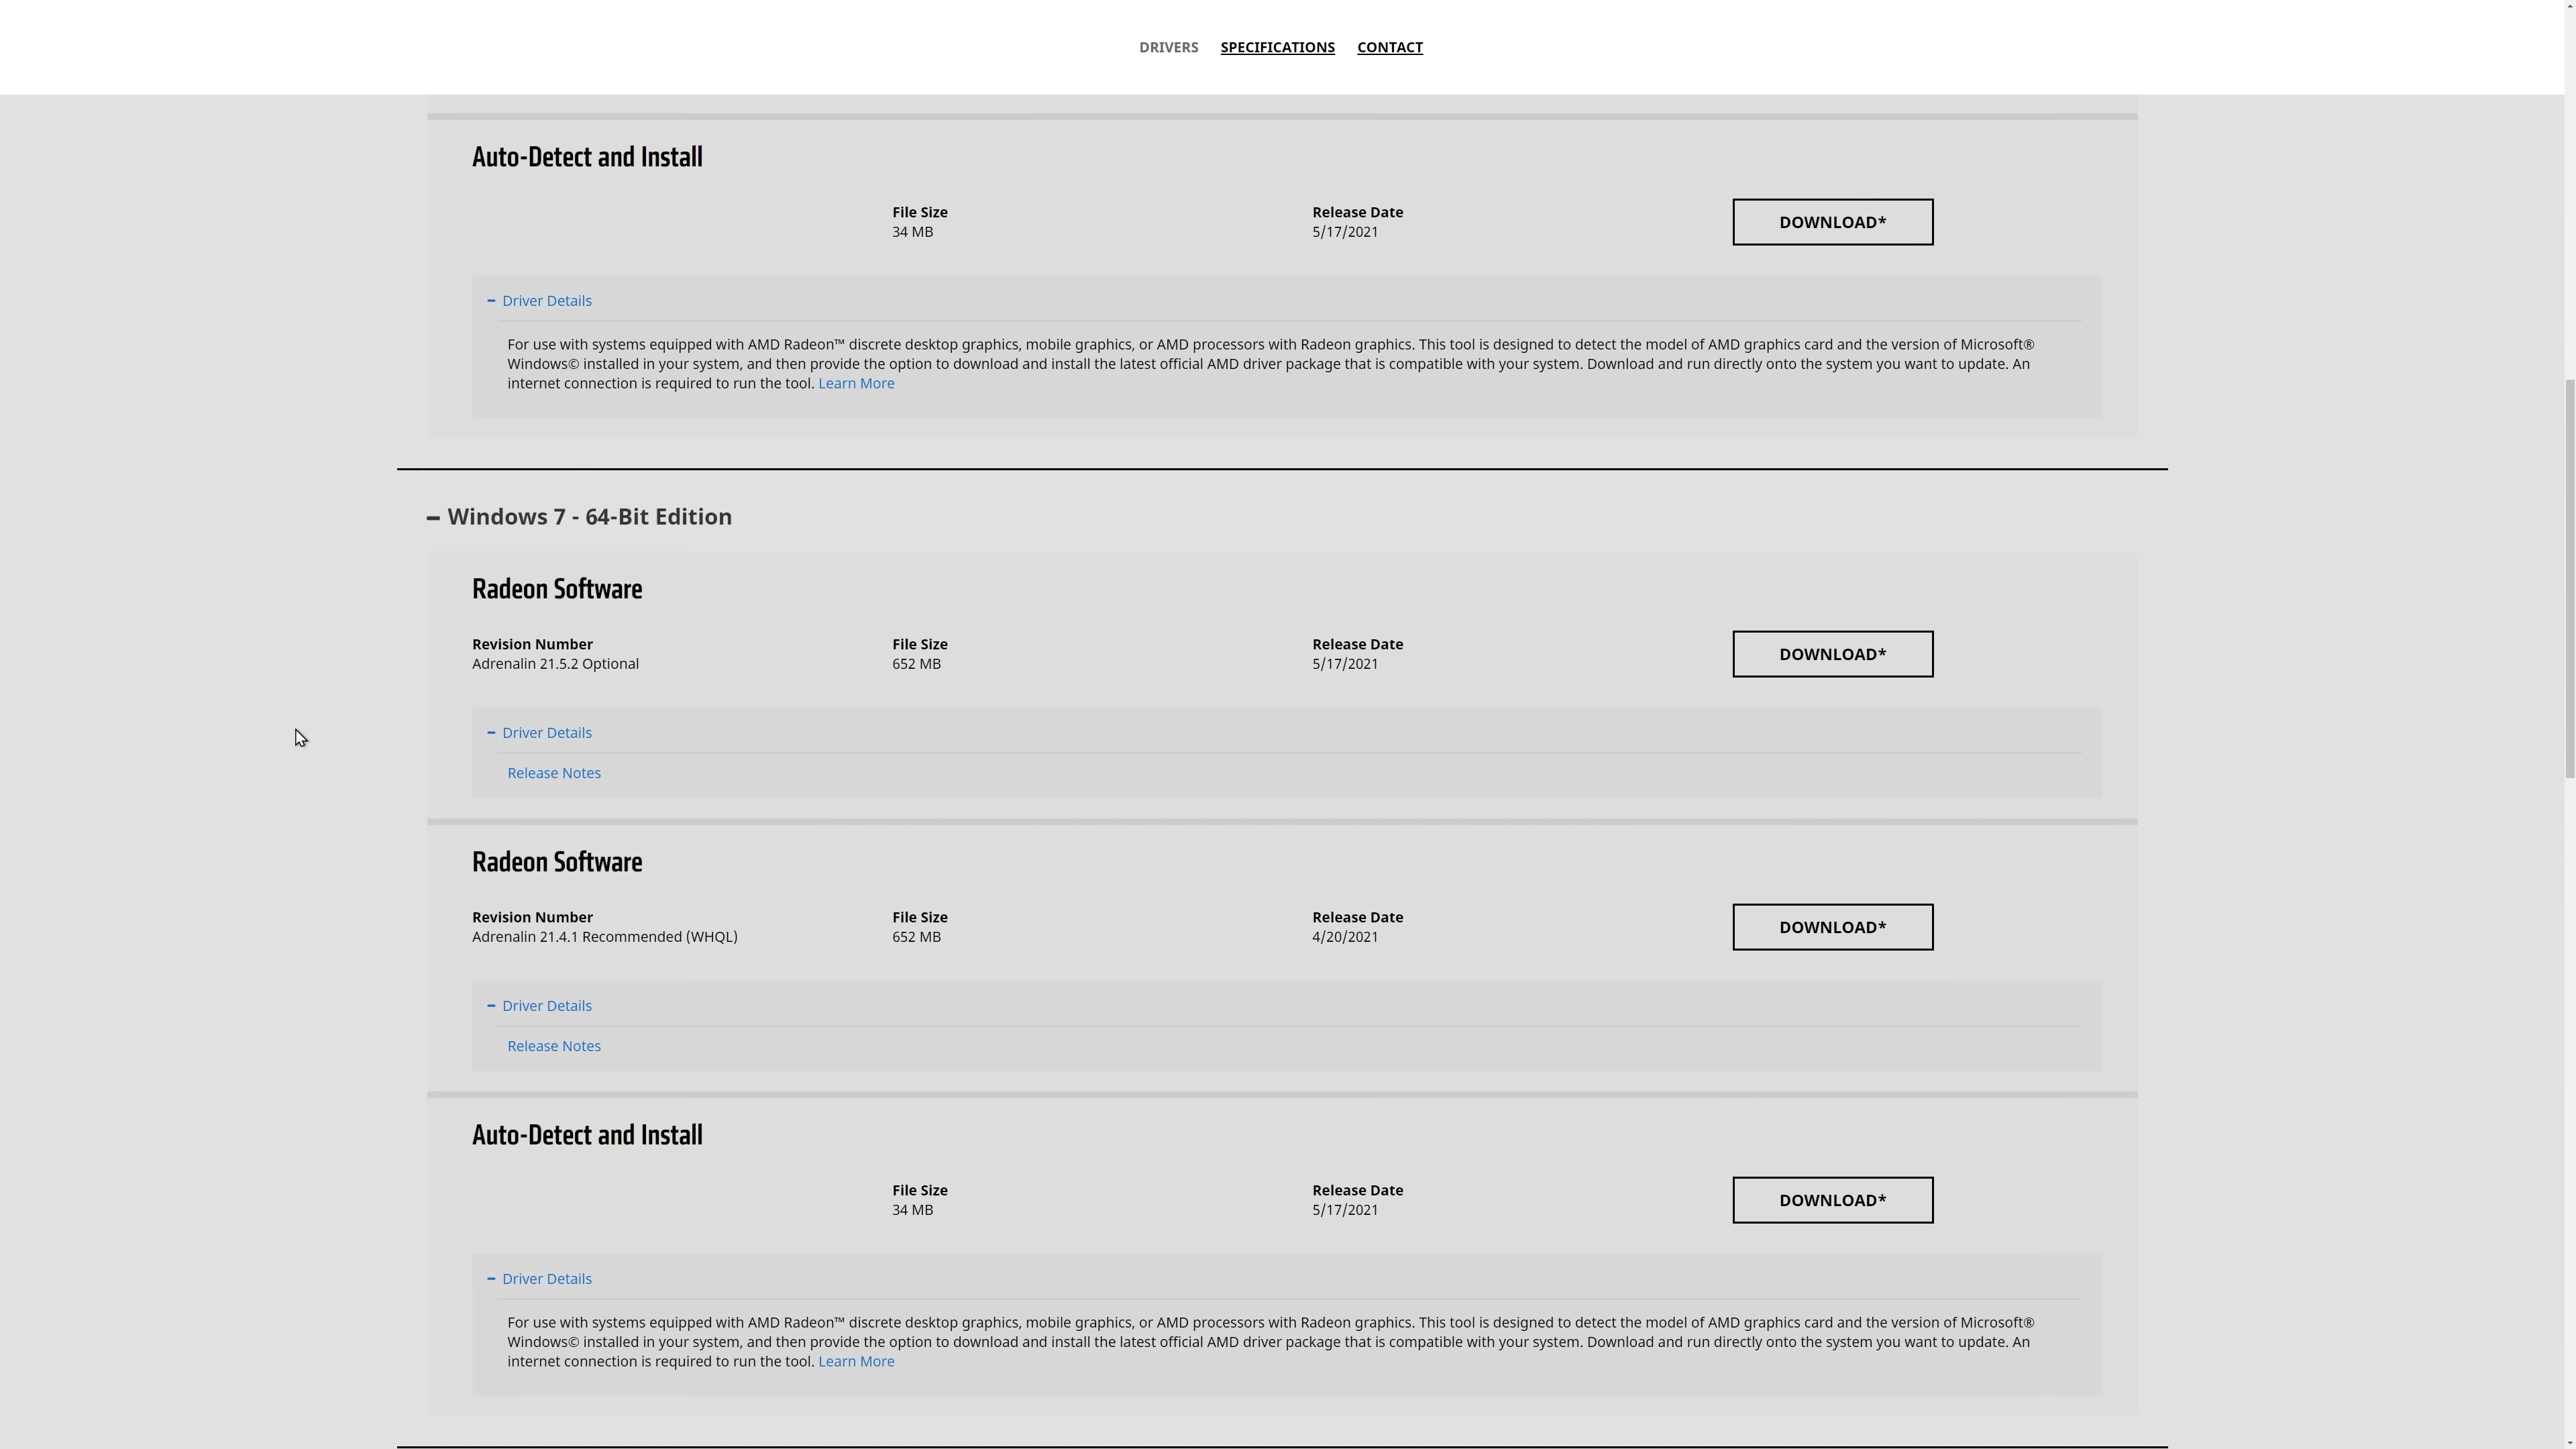 DRIVERS SPECIFICATIONS CONTACT
Auto-Detect and Install
File Size Release Date DOWNLOAD*
34 MB 5/17/2021
Driver Details
For use with systems equipped with AMD Radeon™ discrete desktop graphics, mobile graphics, or AMD processors with Radeon graphics. This tool is designed to detect the model of AMD graphics card and the version of Microsoft®
Windows© installed in your system, and then provide the option to download and install the latest official AMD driver package that is compatible with your system. Download and run directly onto the system you want to update. An
internet connection is required to run the tool. Learn More
Windows 7 - 64-Bit Edition
Radeon Software
Revision Number File Size Release Date DOWNLOAD*
Adrenalin 21.5.2 Optional 652 MB 5/17/2021
Driver Details
Release Notes
Radeon Software
Revision Number File Size Release Date DOWNLOAD*
Adrenalin 21.4.1 Recommended (WHQL) 652 MB 4/20/2021
Driver Details
Release Notes
Auto-Detect and Install
File Size Release Date DOWNLOAD*
34 MB 5/17/2021
Driver Details
For use with systems equipped with AMD Radeon™ discrete desktop graphics, mobile graphics, or AMD processors with Radeon graphics. This tool is designed to detect the model of AMD graphics card and the version of Microsoft®
Windows© installed in your system, and then provide the option to download and install the latest official AMD driver package that is compatible with your system. Download and run directly onto the system you want to update. An
internet connection is required to run the tool. Learn More